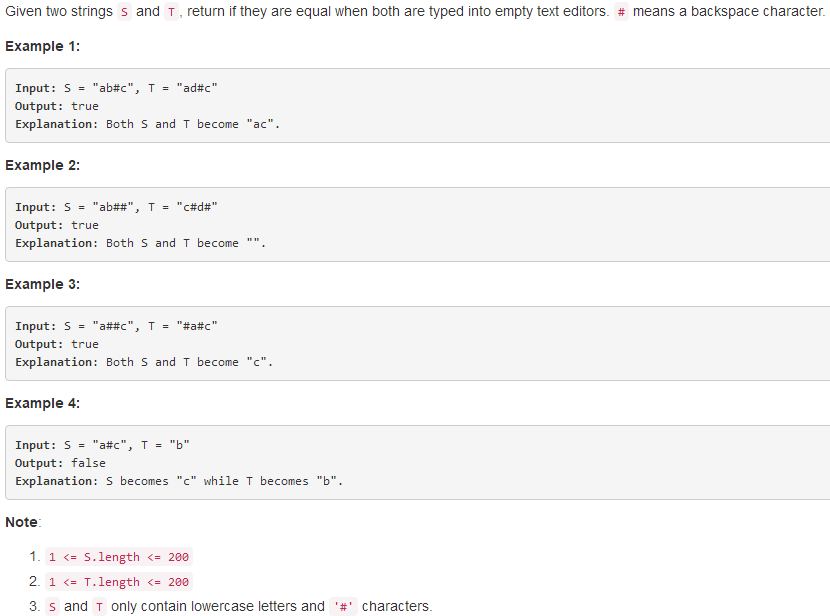 Given two strings S and T, return if they are equal when both are typed into empty text editors. # means a backspace character.
Example 1:
Input: S = "ab#c", T = "ad#c"
Output: true
Explanation: Both S and T become "ac".
Example 2:
Input: S = "ab##", T = "c#d#"
Output: true
Explanation: Both S and T become "".
Example 3:
Input: S = "a##c", T = "#a#c"
Output: true
Explanation: Both S and T become "c".
Example 4:
Input: S = "a#c", T = "b"
Output: false
Explanation: S becomes "c" while T becomes "b".
Note:
1. 1 <= S.length <= 200
2. 1 <= T.length <= 200
3. S and T only contain lowercase letters and '#' characters.